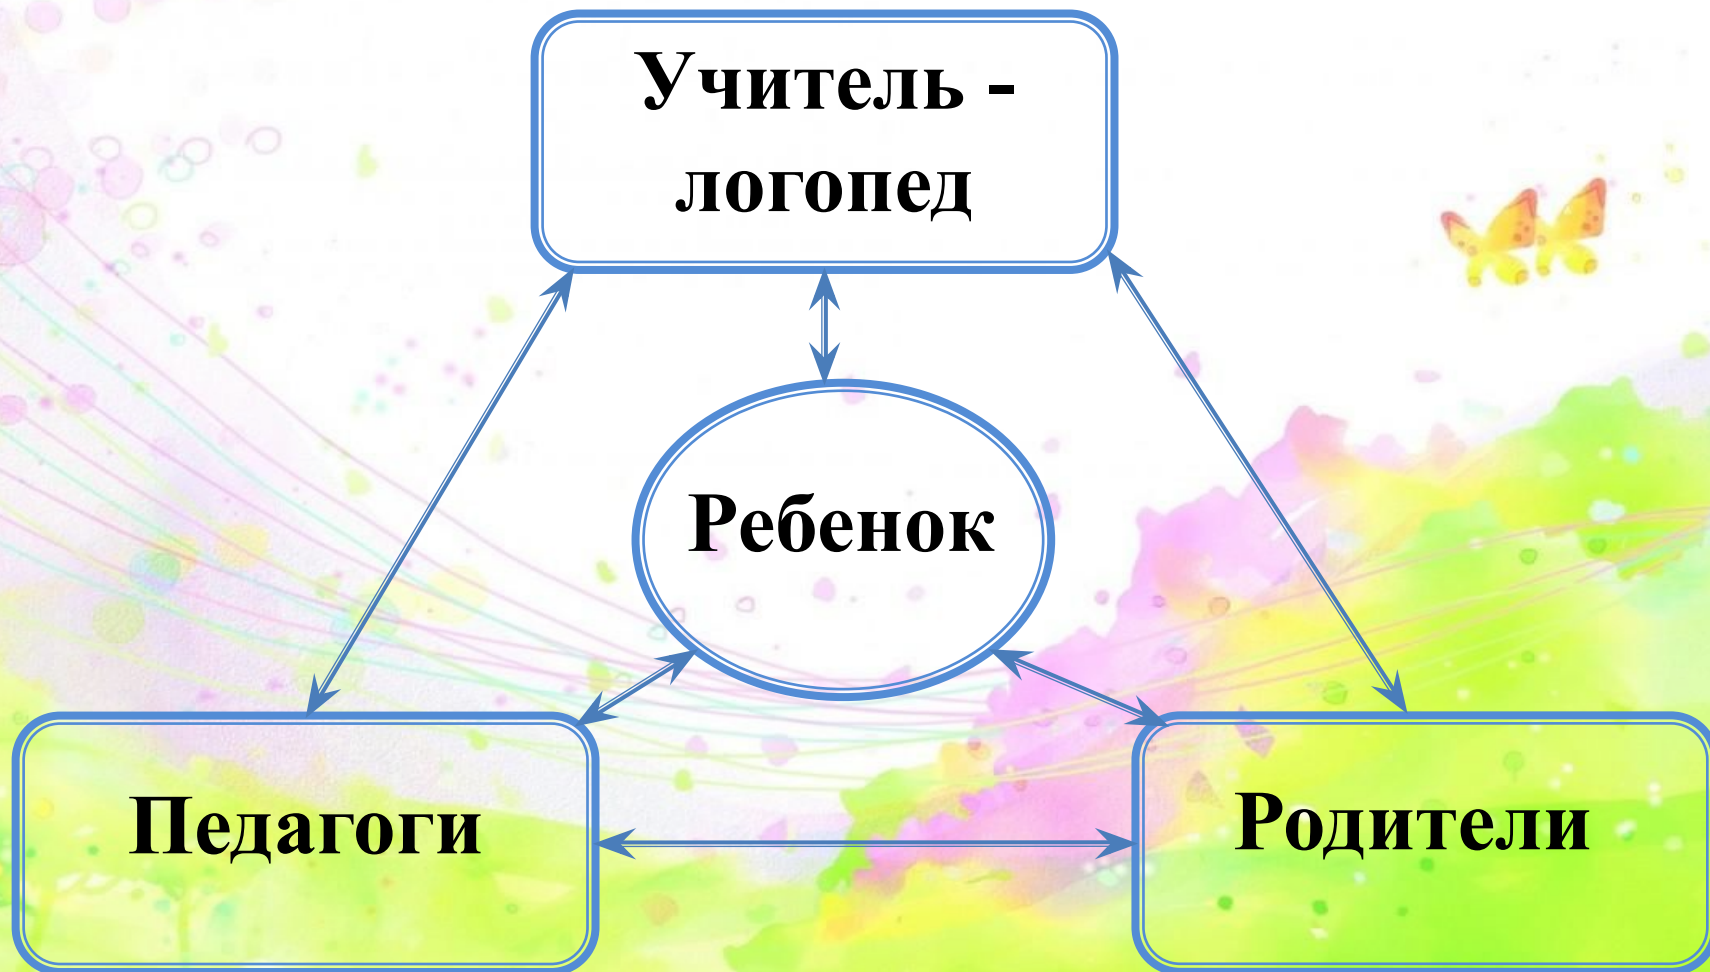 Учитель -
логопед
Ребенок
Педагоги
Родители